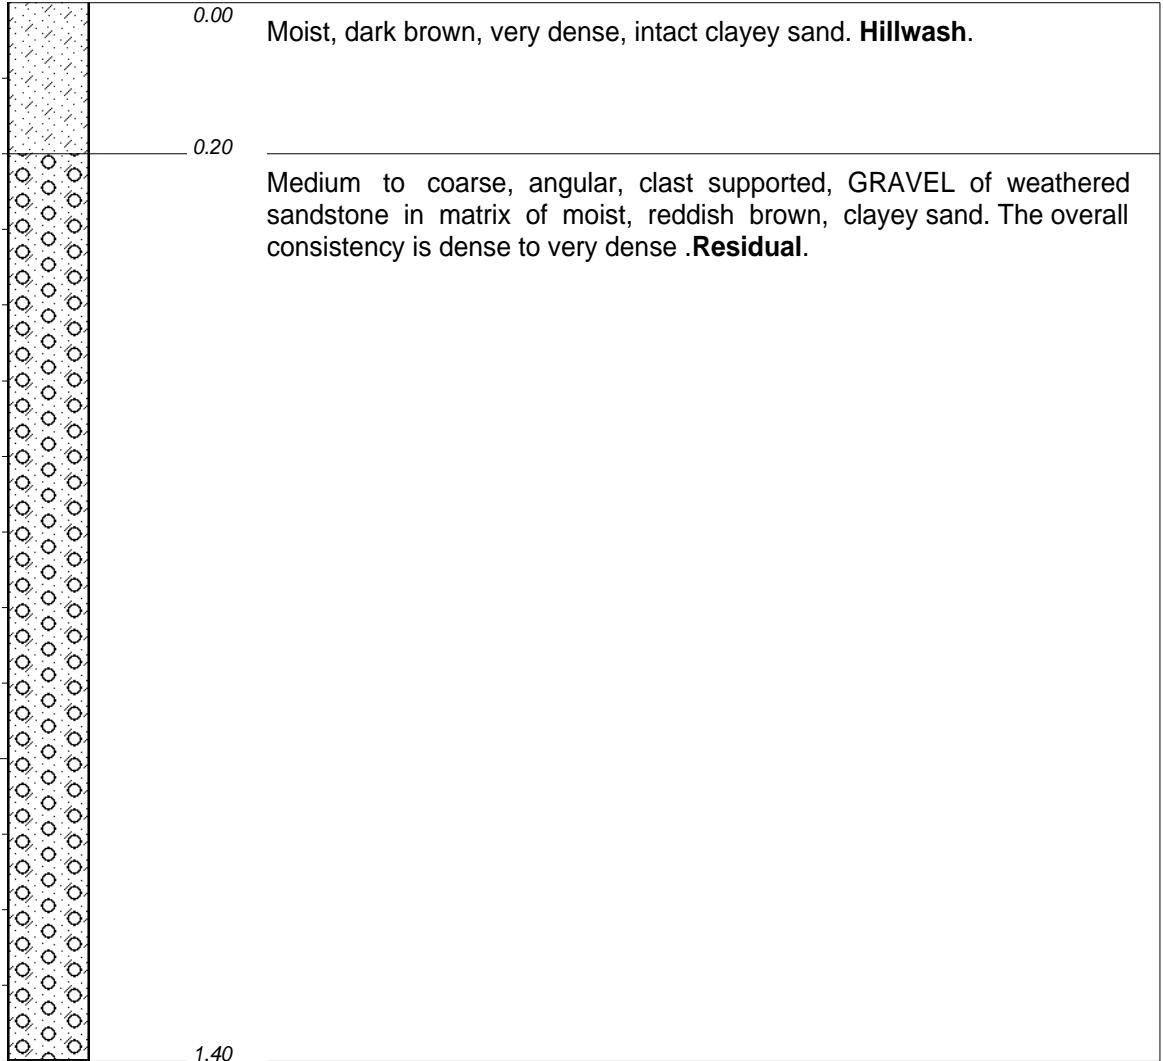 0.00
Moist, dark brown, very dense, intact clayey sand. Hillwash.
0.20
Medium to coarse, angular, clast supported, GRAVEL of weathered
sandstone in matrix of moist, reddish brown, clayey sand. The overall
consistency is dense to very dense .Residual.
1.40